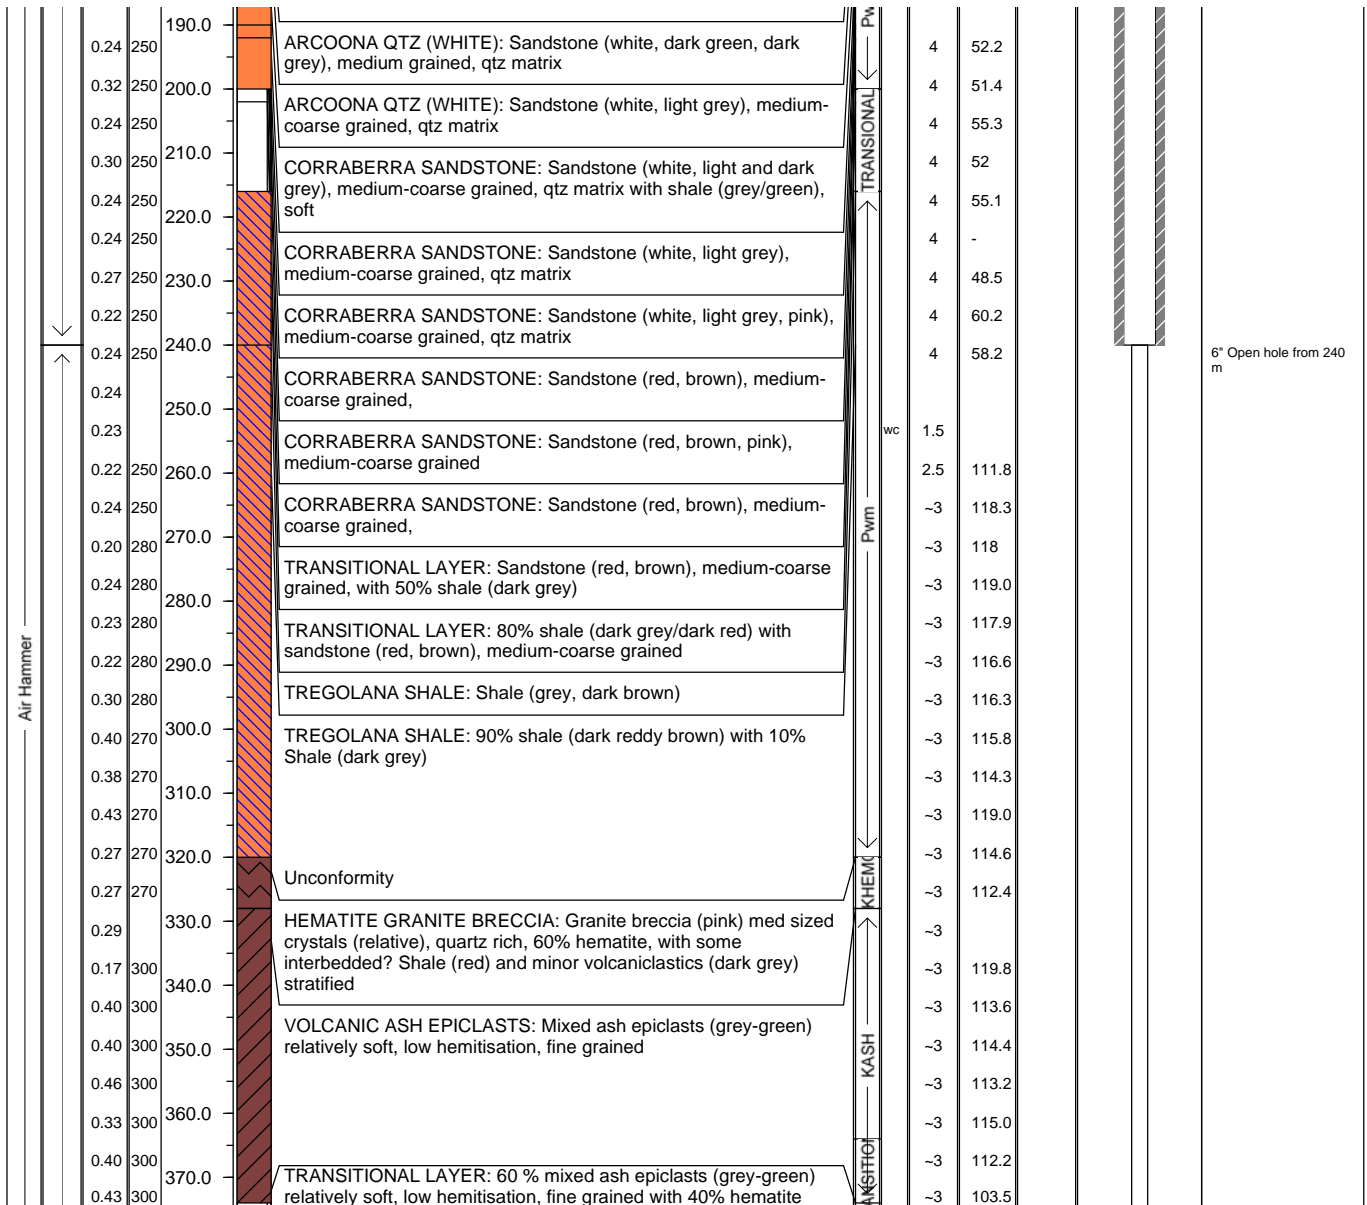 190.0
Pw
0.24 250 ARCOONA QTZ (WHITE): Sandstone (white, dark green, dark 4 52.2
grey), medium grained, qtz matrix
0.32 250 4 51.4
200.0
ARCOONA QTZ (WHITE): Sandstone (white, light grey), medium-
coarse grained, qtz matrix
0.24 250 4 55.3
TRANSIONAL
210.0
0.30 250 4 52
CORRABERRA SANDSTONE: Sandstone (white, light and dark
grey), medium-coarse grained, qtz matrix with shale (grey/green),
soft
0.24 250 4 55.1
220.0
0.24 250 4 -
CORRABERRA SANDSTONE: Sandstone (white, light grey),
medium-coarse grained, qtz matrix
0.27 250 4 48.5
230.0
0.22 250 4 60.2
CORRABERRA SANDSTONE: Sandstone (white, light grey, pink),
medium-coarse grained, qtz matrix
240.0
0.24 250 4 58.2
6" Open hole from 240
m
CORRABERRA SANDSTONE: Sandstone (red, brown), medium-
coarse grained,
0.24
250.0
0.23 wc 1.5
CORRABERRA SANDSTONE: Sandstone (red, brown, pink),
medium-coarse grained
0.22 250 2.5 111.8
260.0
0.24 250 ~3 118.3
CORRABERRA SANDSTONE: Sandstone (red, brown), medium-
coarse grained,
Pwm
270.0
0.20 280 ~3 118
TRANSITIONAL LAYER: Sandstone (red, brown), medium-coarse
grained, with 50% shale (dark grey)
0.24 280 ~3 119.0
280.0
0.23 280 ~3 117.9
TRANSITIONAL LAYER: 80% shale (dark grey/dark red) with
sandstone (red, brown), medium-coarse grained
0.22 280 ~3 116.6
290.0
Air Hammer
TREGOLANA SHALE: Shale (grey, dark brown)
0.30 280 ~3 116.3
300.0
TREGOLANA SHALE: 90% shale (dark reddy brown) with 10%
Shale (dark grey)
0.40 270 ~3 115.8
0.38 270 ~3 114.3
310.0
0.43 270 ~3 119.0
0.27 270 ~3 114.6
320.0
Unconformity
KHEM
0.27 270 ~3 112.4
330.0
HEMATITE GRANITE BRECCIA: Granite breccia (pink) med sized
crystals (relative), quartz rich, 60% hematite, with some
interbedded? Shale (red) and minor volcaniclastics (dark grey)
stratified
0.29 ~3
0.17 300 ~3 119.8
340.0
0.40 300 ~3 113.6
VOLCANIC ASH EPICLASTS: Mixed ash epiclasts (grey-green)
relatively soft, low hemitisation, fine grained
0.40 300 ~3 114.4
350.0
KASH
0.46 300 ~3 113.2
360.0
0.33 300 ~3 115.0
0.40 300 ~3 112.2
ANSITIO
370.0
TRANSITIONAL LAYER: 60 % mixed ash epiclasts (grey-green)
relatively soft, low hemitisation, fine grained with 40% hematite
0.43 300 ~3 103.5